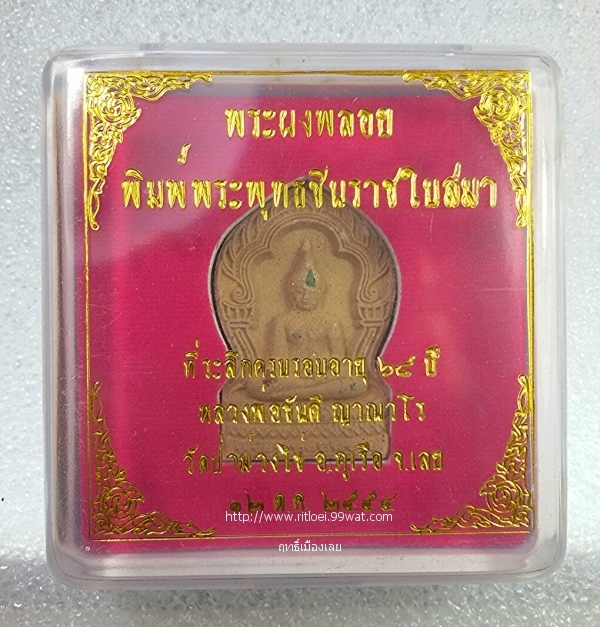 พระผงพลอย
พิมพ์พระพุทธชินราชใบสมา
ที่ระลึกครบรอบอายุ ๖๔ ปี
หลวงพ่อขันตี ญาณวโร
วัดป่าม่วงไข่ อ.ภูเรือ จ.เลย
๑๒ ต.ค. ๒๕๕๔
http://www.ritloei.99wat.com
ฤทธิ์เมืองเลย